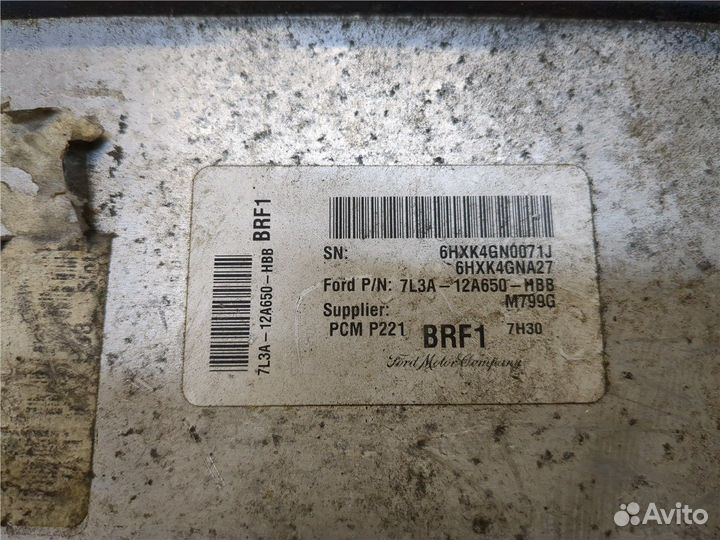 7L3A-12A650-HBB BRF1
SN: 6HXK4GN0071J
6HXK4GNA27
Ford P/N: 7L3A-12A650-HBB
Supplier: M799G
PCM P221 BRF1 7H30
Ford Motor Company
Avito